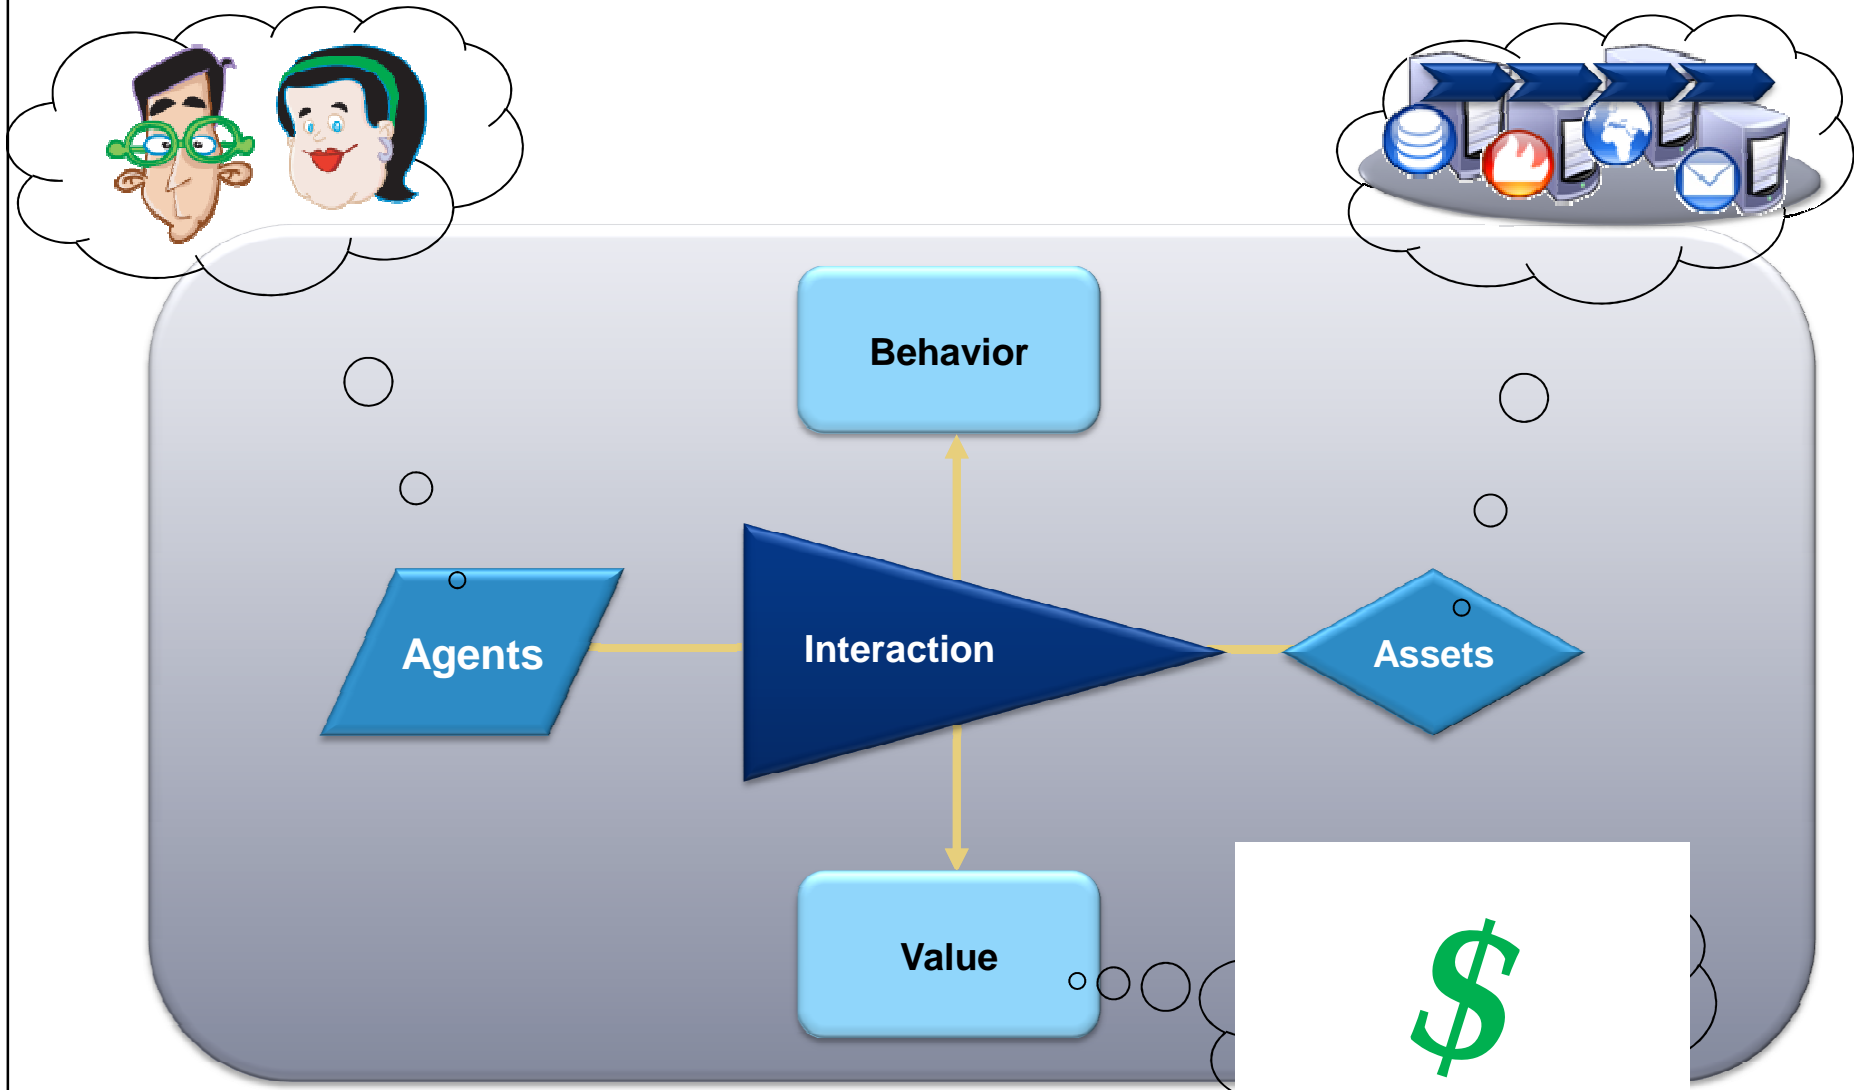 Behavior
Agents
Interaction
Assets
Value
$